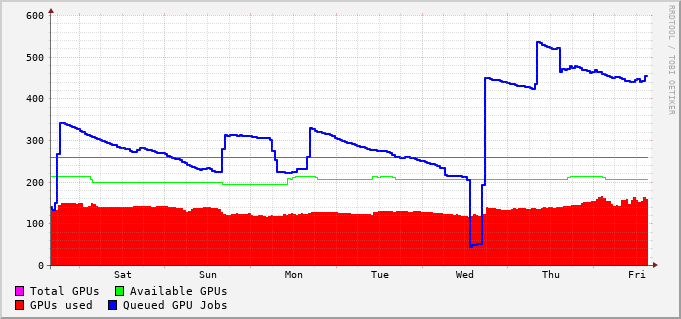 600
500
400
300
200
100
0
Sat Sun Mon Tue Wed Thu Fri
Total GPUs Available GPUs
GPUs used Queued GPU Jobs
RRDTOOL / TOBI OETIKER